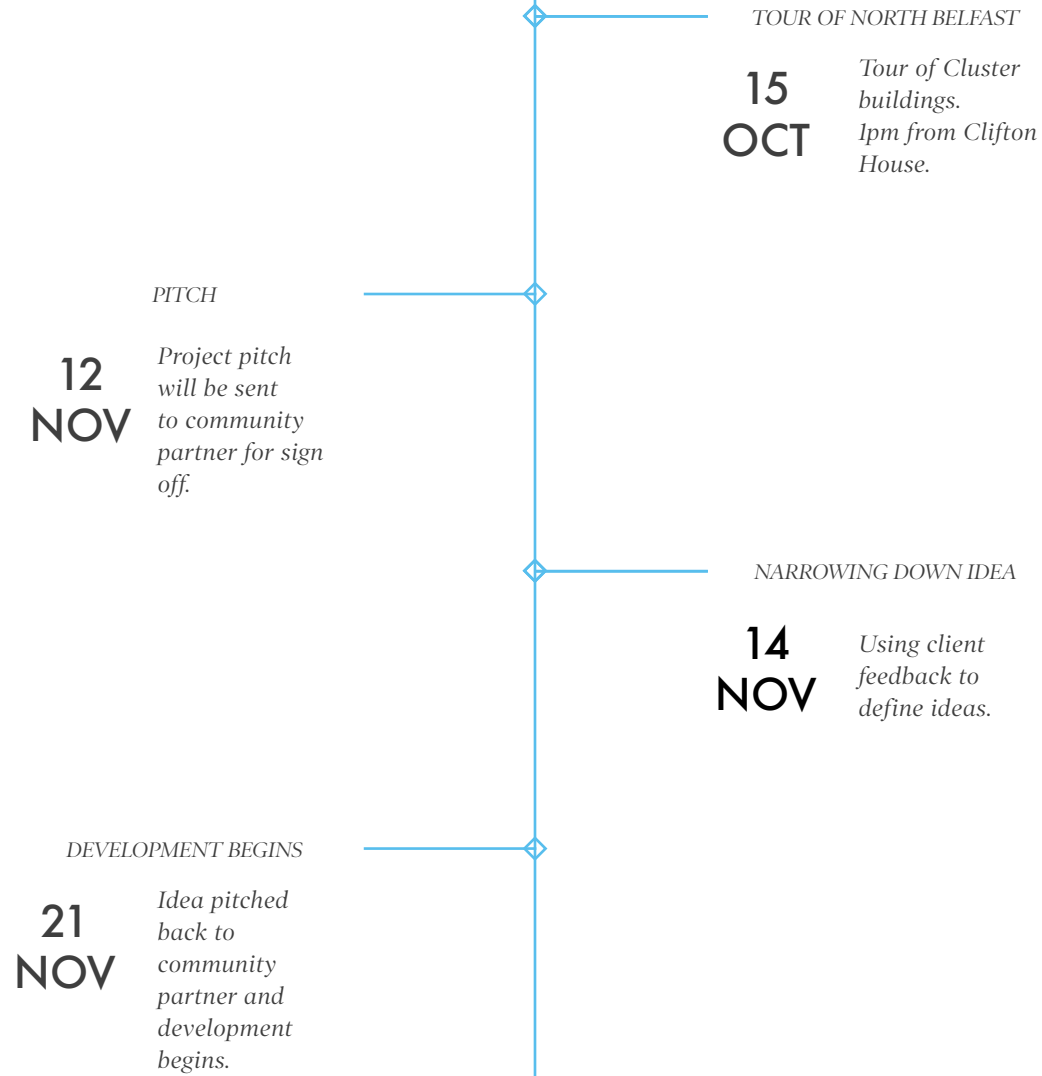 TOUR OF NORTH BELFAST
15
OCT
Tour of Cluster
buildings.
1pm from Clifton
House.
PITCH
12
NOV
Project pitch
will be sent
to community
partner for sign
off.
NARROWING DOWN IDEA
14
NOV
Using client
feedback to
define ideas.
DEVELOPMENT BEGINS
21
NOV
Idea pitched
back to
community
partner and
development
begins.